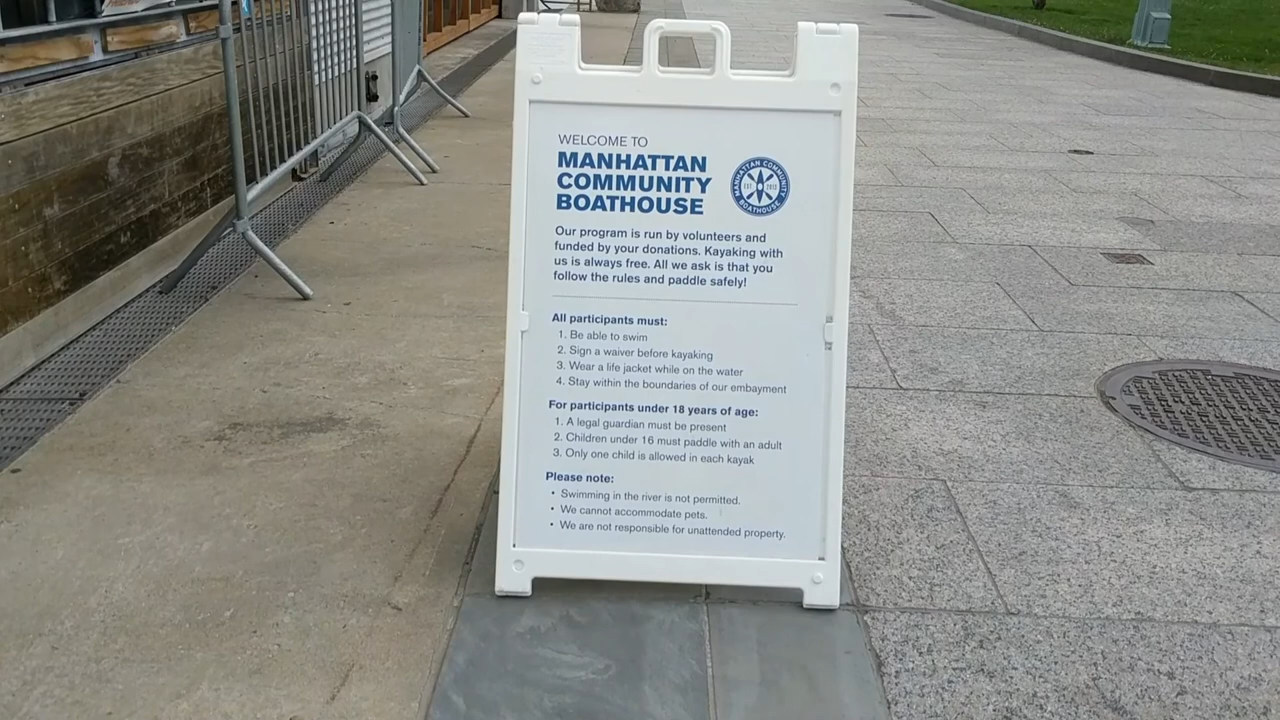 WELCOME TO
MANHATTAN
COMMUNITY
BOATHOUSE
MANHATTAN COMMUNITY
EST 2012
BOATHOUSE
Our program is run by volunteers and
funded by your donations. Kayaking with
us is always free. All we ask is that you
follow the rules and paddle safely!
All participants must:
1. Be able to swim
2. Sign a waiver before kayaking
3. Wear a life jacket while on the water
4. Stay within the boundaries of our embayment
For participants under 18 years of age:
1. A legal guardian must be present
2. Children under 16 must paddle with an adult
3. Only one child is allowed in each kayak
Please note:
• Swimming in the river is not permitted.
• We cannot accommodate pets.
• We are not responsible for unattended property.